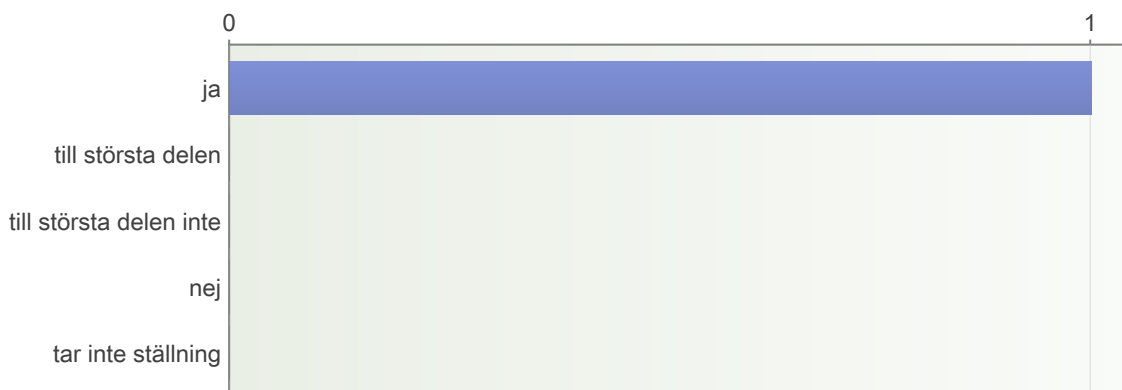 0 1
ja
till största delen
till största delen inte
nej
tar inte ställning